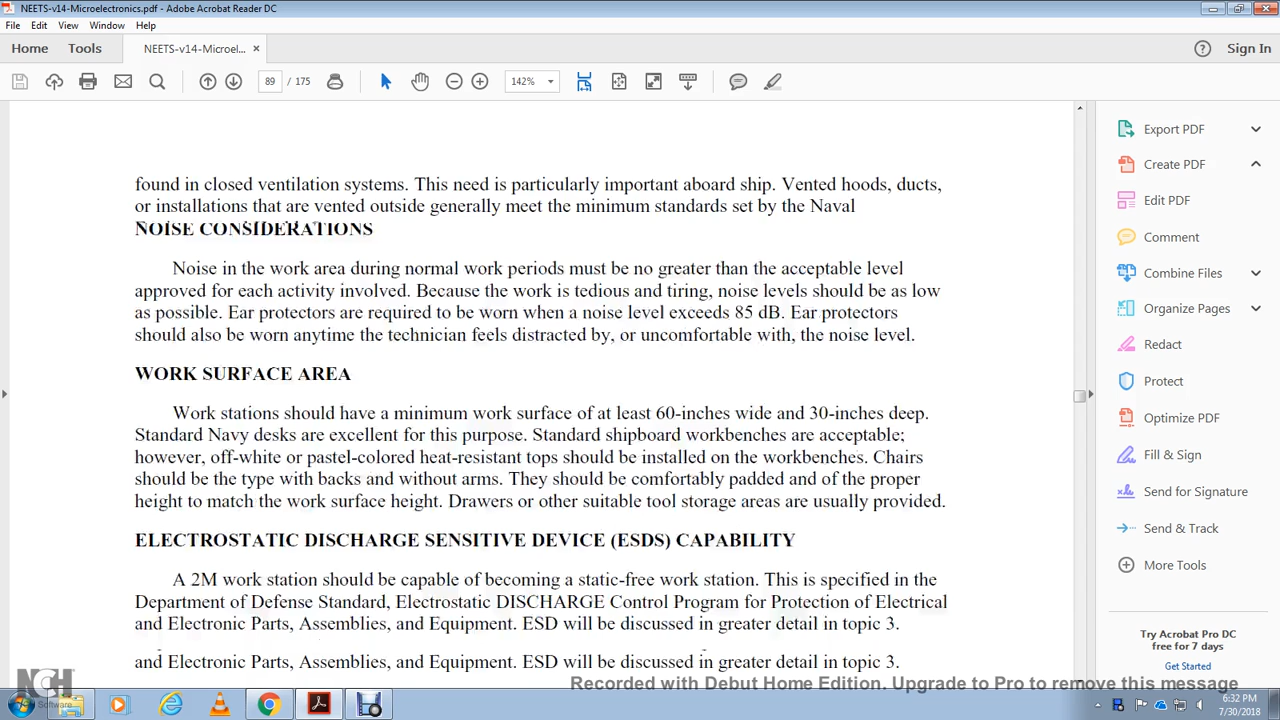 NEETS-v14-Microelectronics.pdf - Adobe Acrobat Reader DC
File Edit View Window Help
Home Tools NEETS-v14-Microel... × Sign In
89 / 175 142%
found in closed ventilation systems. This need is particularly important aboard ship. Vented hoods, ducts,
or installations that are vented outside generally meet the minimum standards set by the Naval
NOISE CONSIDERATIONS
Noise in the work area during normal work periods must be no greater than the acceptable level
approved for each activity involved. Because the work is tedious and tiring, noise levels should be as low
as possible. Ear protectors are required to be worn when a noise level exceeds 85 dB. Ear protectors
should also be worn anytime the technician feels distracted by, or uncomfortable with, the noise level.
WORK SURFACE AREA
Work stations should have a minimum work surface of at least 60-inches wide and 30-inches deep.
Standard Navy desks are excellent for this purpose. Standard shipboard workbenches are acceptable;
however, off-white or pastel-colored heat-resistant tops should be installed on the workbenches. Chairs
should be the type with backs and without arms. They should be comfortably padded and of the proper
height to match the work surface height. Drawers or other suitable tool storage areas are usually provided.
ELECTROSTATIC DISCHARGE SENSITIVE DEVICE (ESDS) CAPABILITY
A 2M work station should be capable of becoming a static-free work station. This is specified in the
Department of Defense Standard, Electrostatic DISCHARGE Control Program for Protection of Electrical
and Electronic Parts, Assemblies, and Equipment. ESD will be discussed in greater detail in topic 3.
and Electronic Parts, Assemblies, and Equipment. ESD will be discussed in greater detail in topic 3.
Export PDF
Create PDF
Edit PDF
Comment
Combine Files
Organize Pages
Redact
Protect
Optimize PDF
Fill & Sign
Send for Signature
Send & Track
More Tools
Try Acrobat Pro DC
free for 7 days
Get Started
NCH Software
Recorded with Debut Home Edition. Upgrade to Pro to remove this message
6:32 PM
7/30/2018